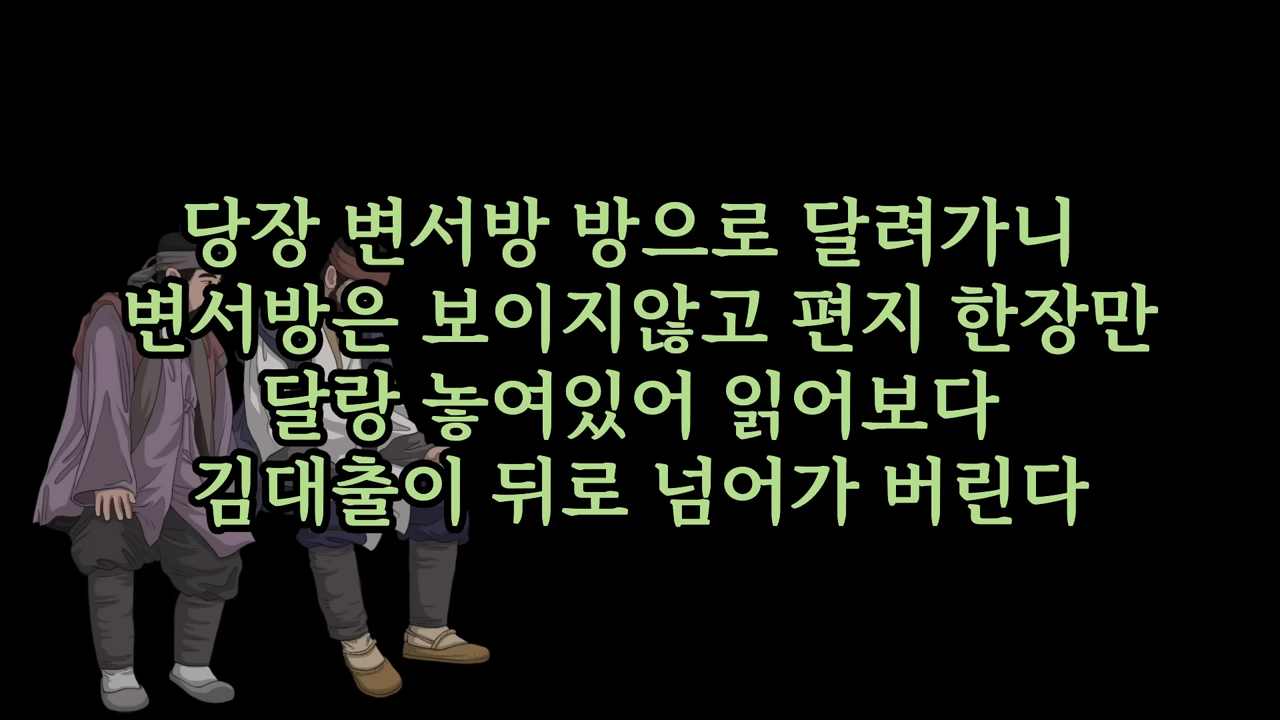 당장 변서방 방으로 달려가니
변서방은 보이지않고 편지 한장만
달랑 놓여있어 읽어보다
김대출이 뒤로 넘어가 버린다